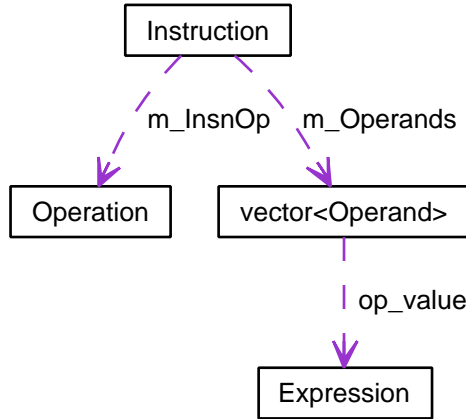 Instruction
m_InsnOp
m_Operands
Operation
vector<Operand>
op_value
Expression